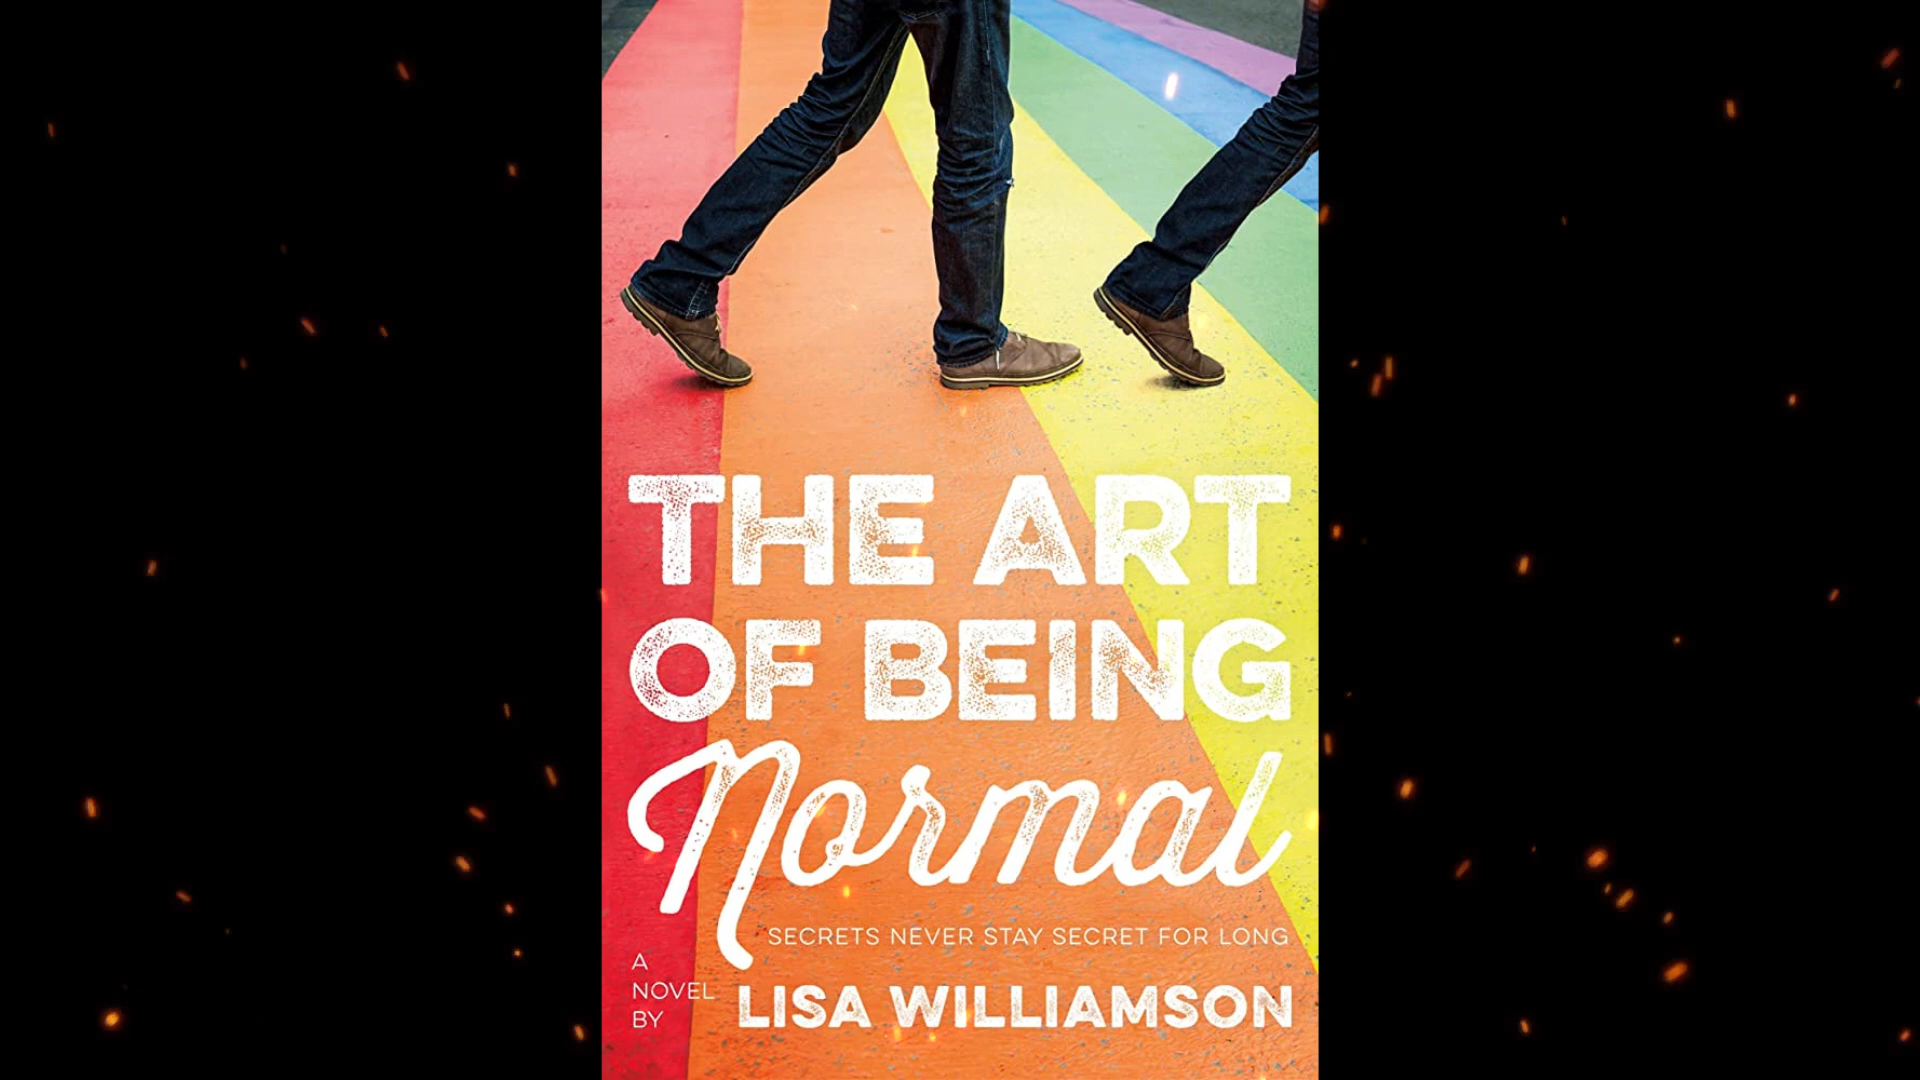 THE ART
OF BEING
Normal
SECRETS NEVER STAY SECRET FOR LONG
A
NOVEL
BY
LISA WILLIAMSON